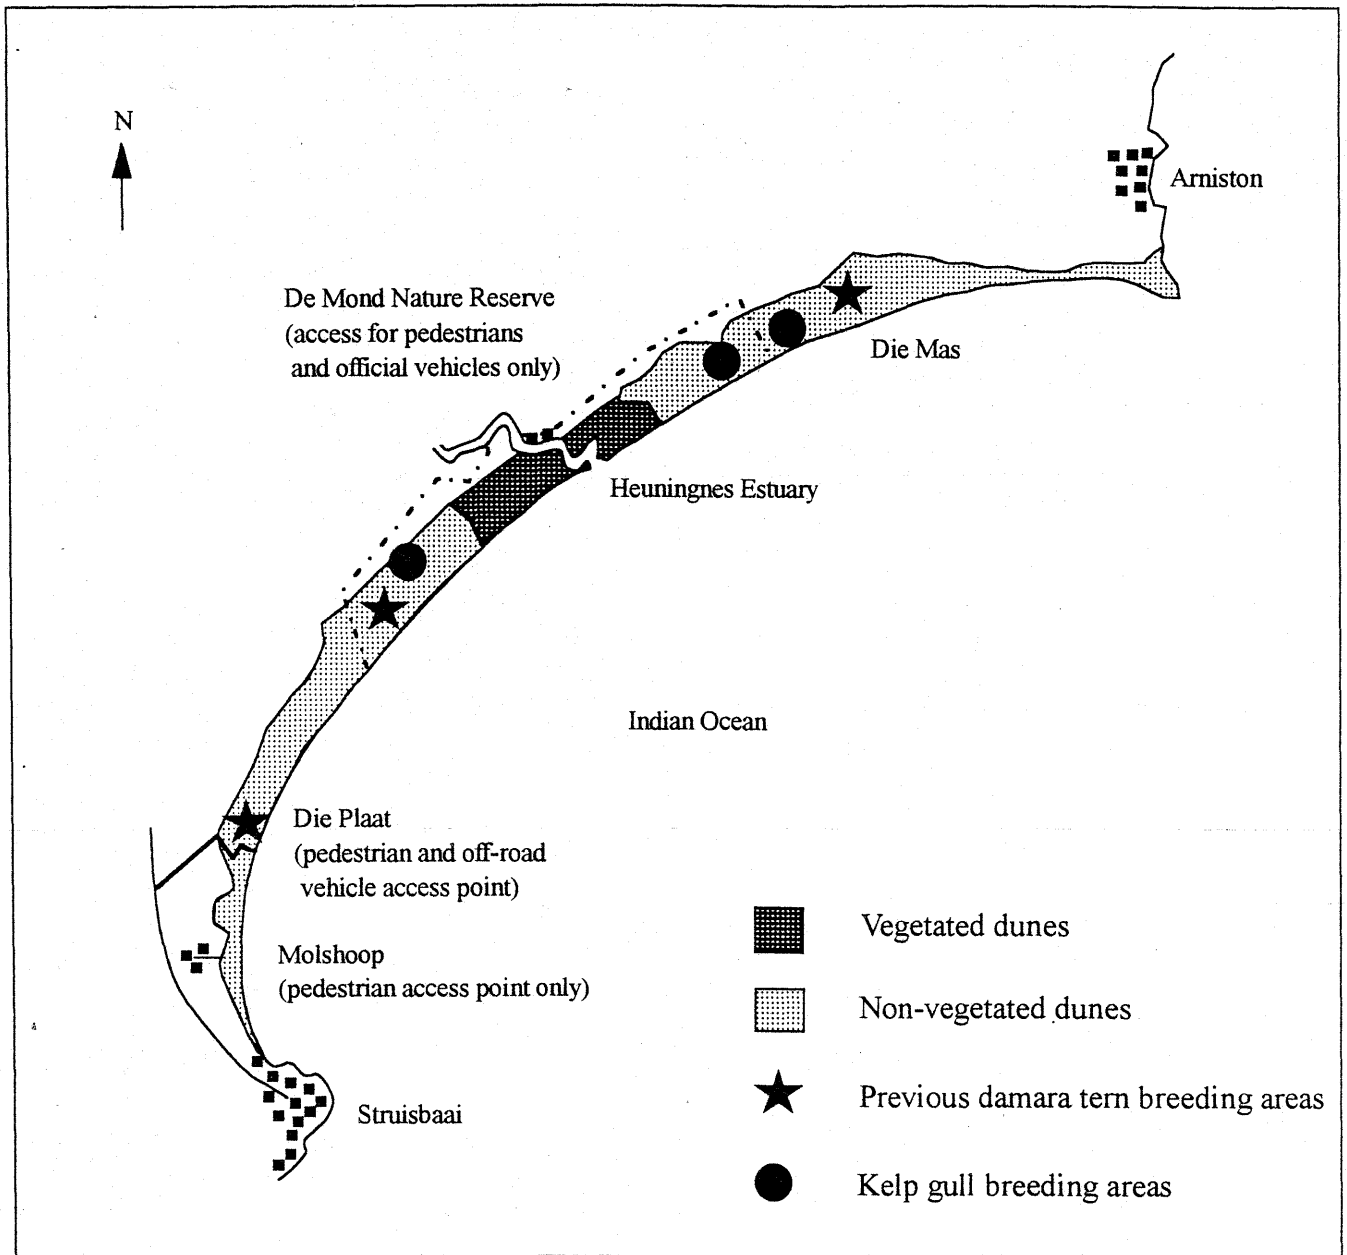 N
Arniston
De Mond Nature Reserve
(access for pedestrians
and official vehicles only)
Die Mas
Heuningnes Estuary
Indian Ocean
Die Plaat
(pedestrian and off-road
vehicle access point)
Molshoop
(pedestrian access point only)
Struisbaai
Vegetated dunes
Non-vegetated dunes
Previous damara tern breeding areas
Kelp gull breeding areas